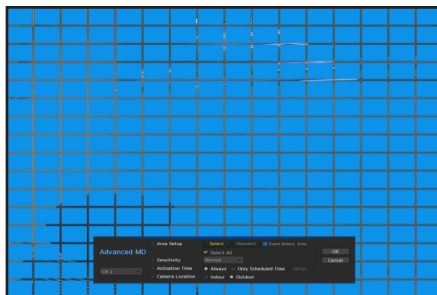 Area Setup Select Deselect Event Detect Area
Advanced MD Select All OK
Sensitivity Normal Cancel
CH 1 Activation Time Always Only Scheduled Time Setup
Camera Location Indoor Outdoor